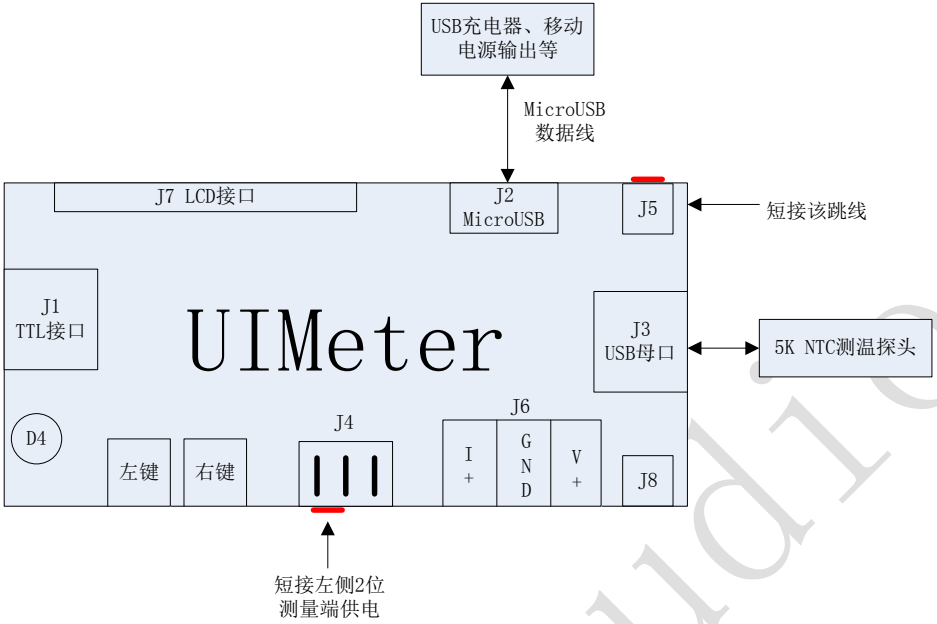 USB充电器、移动
电源输出等
MicroUSB
数据线
J7 LCD接口
J2
MicroUSB
J5
短接该跳线
J1
TTL接口
UIMeter
J3
USB母口
5K NTC测温探头
D4
左键
右键
J4
J6
I
+
G
N
D
V
+
J8
短接左侧2位
测量端供电
udio